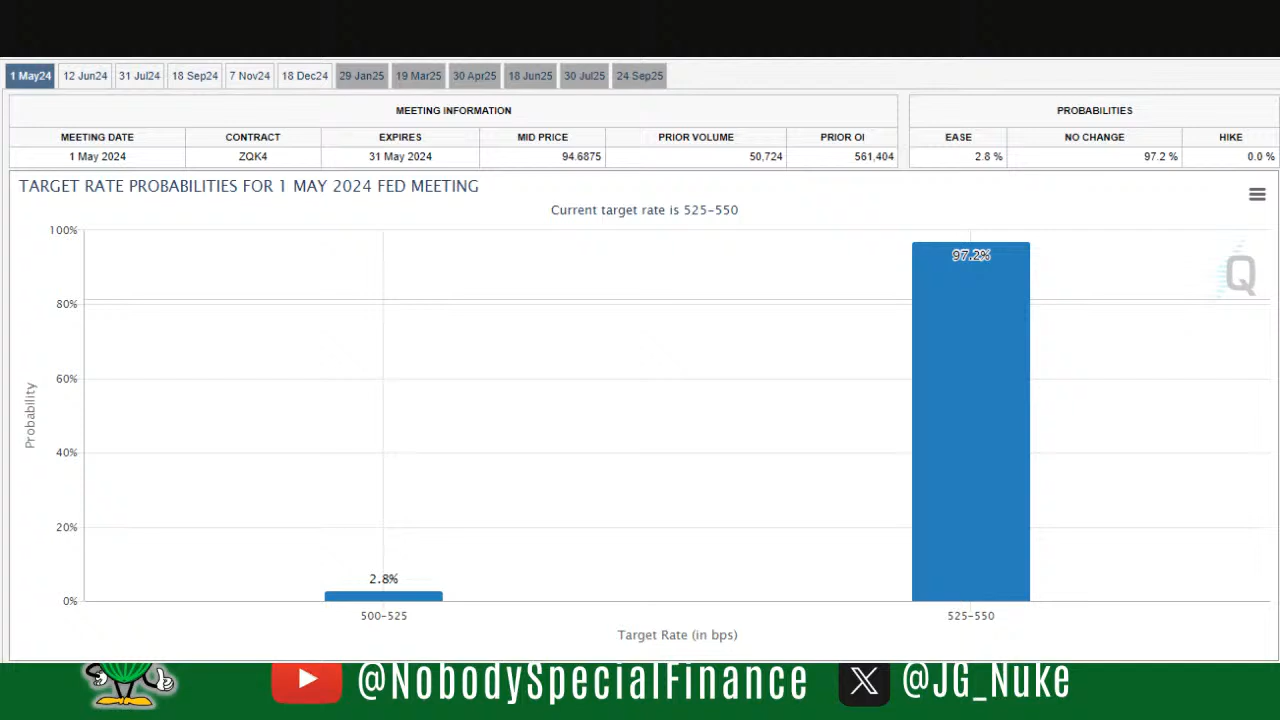 1 May24 12 Jun24 31 Jul24 18 Sep24 7 Nov24 18 Dec24 29 Jan25 19 Mar25 30 Apr25 18 Jun25 30 Jul25 24 Sep25
MEETING INFORMATION
MEETING DATE CONTRACT EXPIRES MID PRICE PRIOR VOLUME PRIOR OI
1 May 2024 ZQK4 31 May 2024 94.6875 50,724 561,404
PROBABILITIES
EASE NO CHANGE HIKE
2.8 % 97.2 % 0.0 %
TARGET RATE PROBABILITIES FOR 1 MAY 2024 FED MEETING
Current target rate is 525-550
100%
80%
60%
40%
20%
0%
Probability
97.2%
2.8%
Q
500-525 525-550
Target Rate (in bps)
@NobodySpecialFinance @JG_Nuke